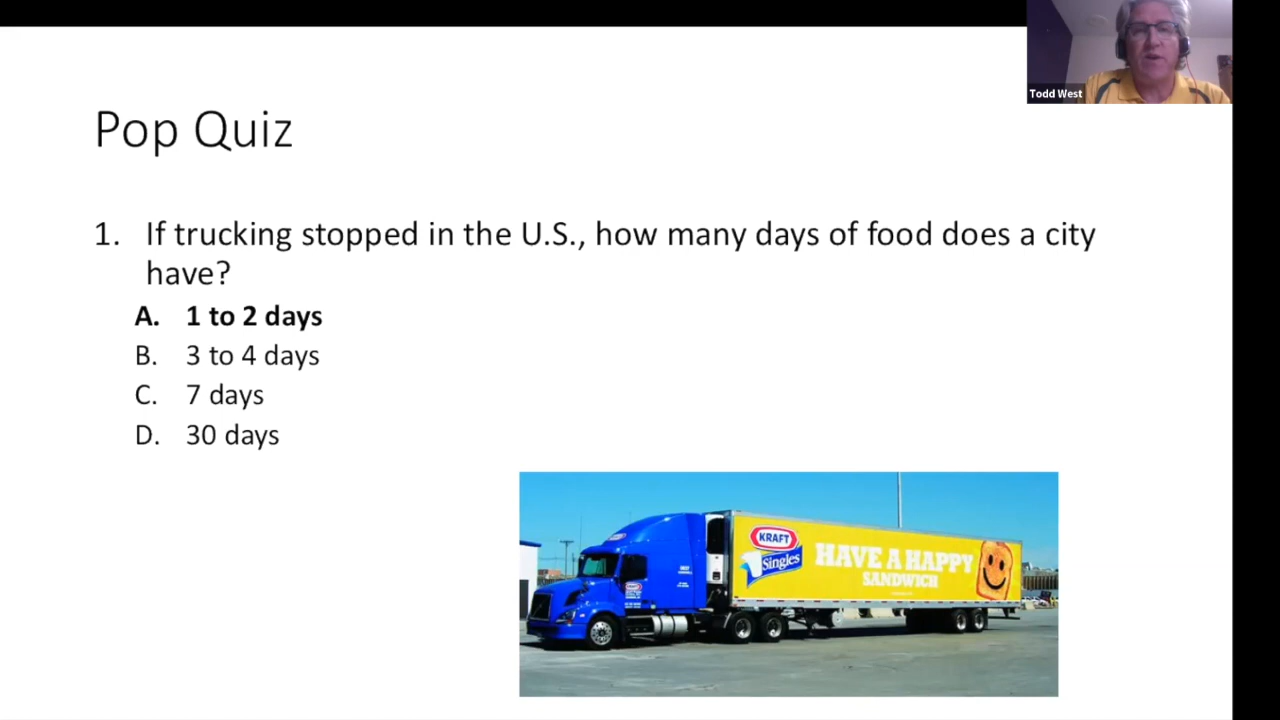 Todd West
Pop Quiz
1. If trucking stopped in the U.S., how many days of food does a city
have?
A. 1 to 2 days
B. 3 to 4 days
C. 7 days
D. 30 days
KRAFT
Singles
HAVE A HAPPY
SANDWICH